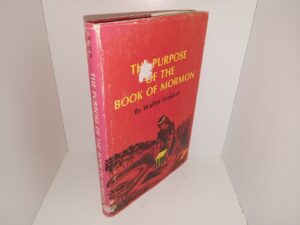 THE PURPOSE
OF THE
BOOK OF MORMON
By Walter
THE PURPOSE OF THE BOOK OF MORMON